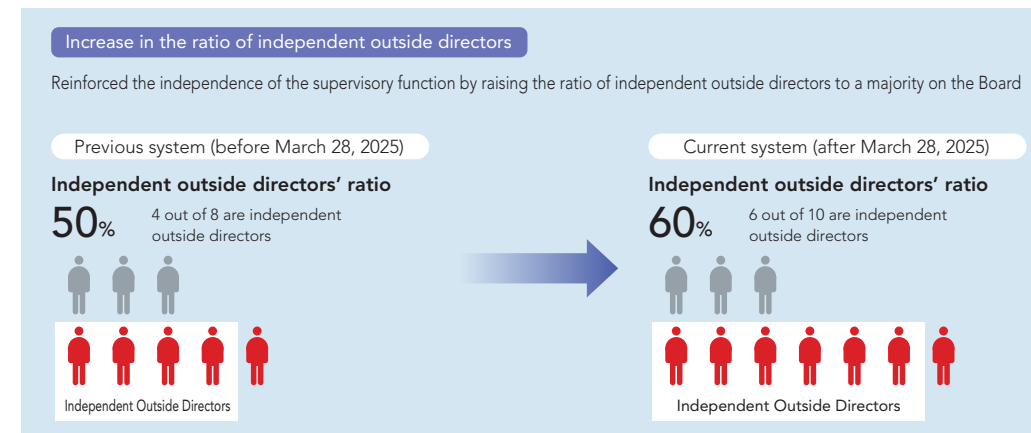 Increase in the ratio of independent outside directors
Reinforced the independence of the supervisory function by raising the ratio of independent outside directors to a majority on the Board
Previous system (before March 28, 2025)
Independent outside directors’ ratio
50%
4 out of 8 are independent
outside directors
Independent Outside Directors
Current system (after March 28, 2025)
Independent outside directors’ ratio
60%
6 out of 10 are independent
outside directors
Independent Outside Directors